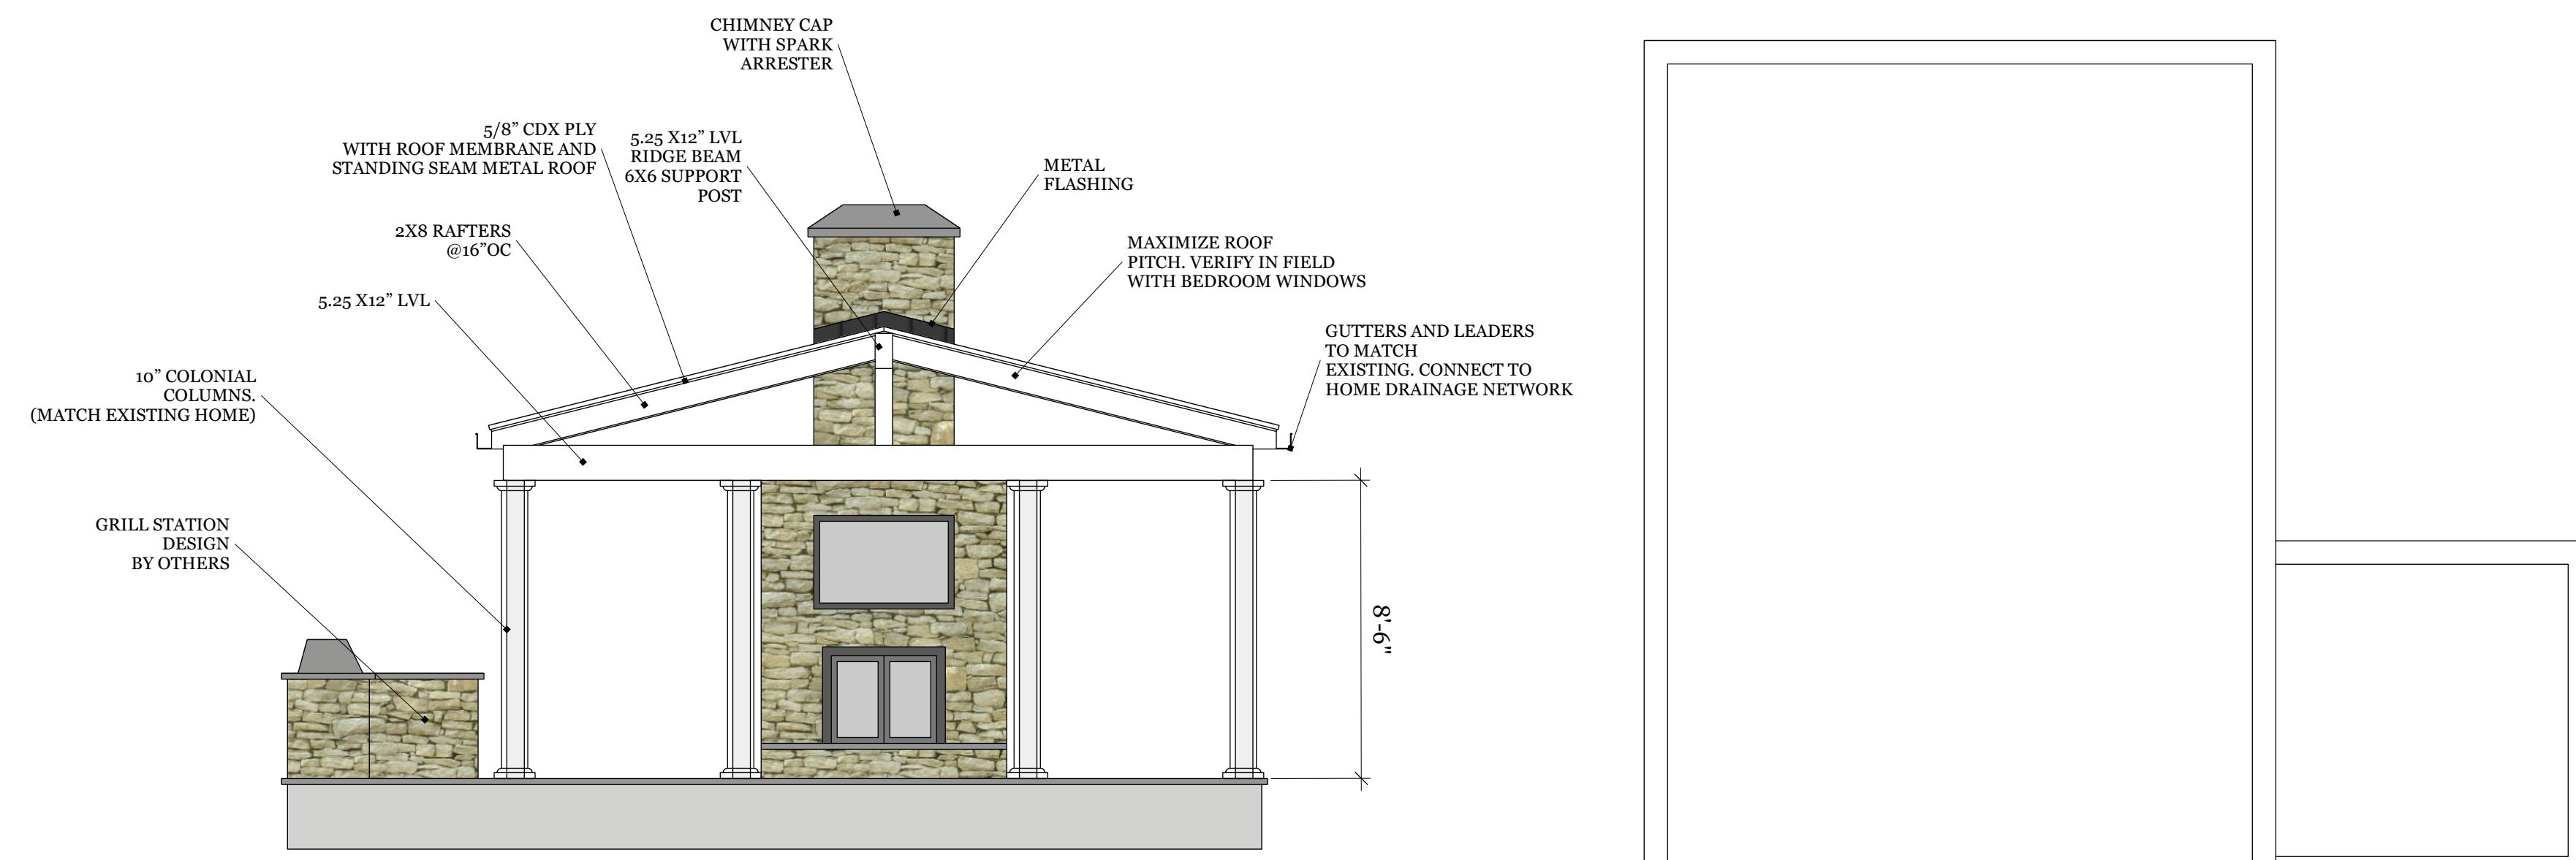 CHIMNEY CAP
WITH SPARK
ARRESTER
5/8” CDX PLY
WITH ROOF MEMBRANE AND
STANDING SEAM METAL ROOF
5.25 X12” LVL
RIDGE BEAM
6X6 SUPPORT
POST
METAL
FLASHING
2X8 RAFTERS
@16”OC
MAXIMIZE ROOF
PITCH. VERIFY IN FIELD
WITH BEDROOM WINDOWS
5.25 X12” LVL
GUTTERS AND LEADERS
TO MATCH
EXISTING. CONNECT TO
HOME DRAINAGE NETWORK
10” COLONIAL
COLUMNS.
(MATCH EXISTING HOME)
GRILL STATION
DESIGN
BY OTHERS
8'-6"